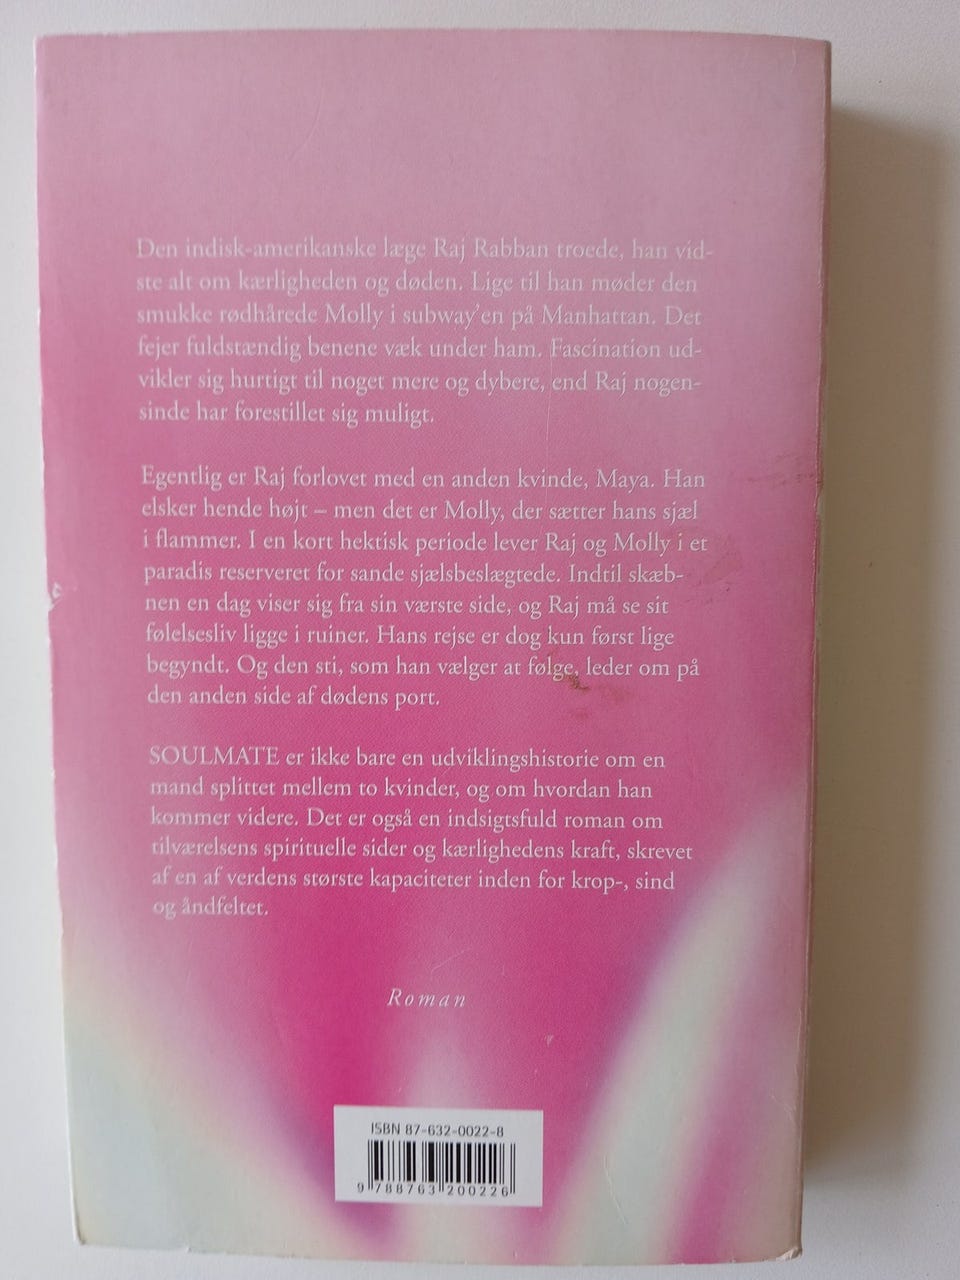 Den indisk-amerikanske læge Raj Rabban troede, han vid-
ste alt om kærligheden og døden. Lige til han møder den
smukke rødhårede Molly i subway'en på Manhattan. Det
fejer fuldstændig benene væk under ham. Fascination ud-
vikler sig hurtigt til noget mere og dybere, end Raj nogen-
sinde har forestillet sig muligt.
Egentlig er Raj forlovet med en anden kvinde, Maya. Han
elsker hende højt – men det er Molly, der sætter hans sjæl
i flammer. I en kort hektisk periode lever Raj og Molly i et
paradis reserveret for sande sjælsbeslægtede. Indtil skæb-
nen en dag viser sig fra sin værste side, og Raj må se sit
følelsesliv ligge i ruiner. Hans rejse er dog kun først lige
begyndt. Og den sti, som han vælger at følge, leder om på
den anden side af dødens port.
SOULMATE er ikke bare en udviklingshistorie om en
mand splittet mellem to kvinder, og om hvordan han
kommer videre. Det er også en indsigtsfuld roman om
tilværelsens spirituelle sider og kærlighedens kraft, skrevet
af en af verdens største kapaciteter inden for krop-, sind
og åndfeltet.
Roman
ISBN 87-632-0022-8
9 788763 200226